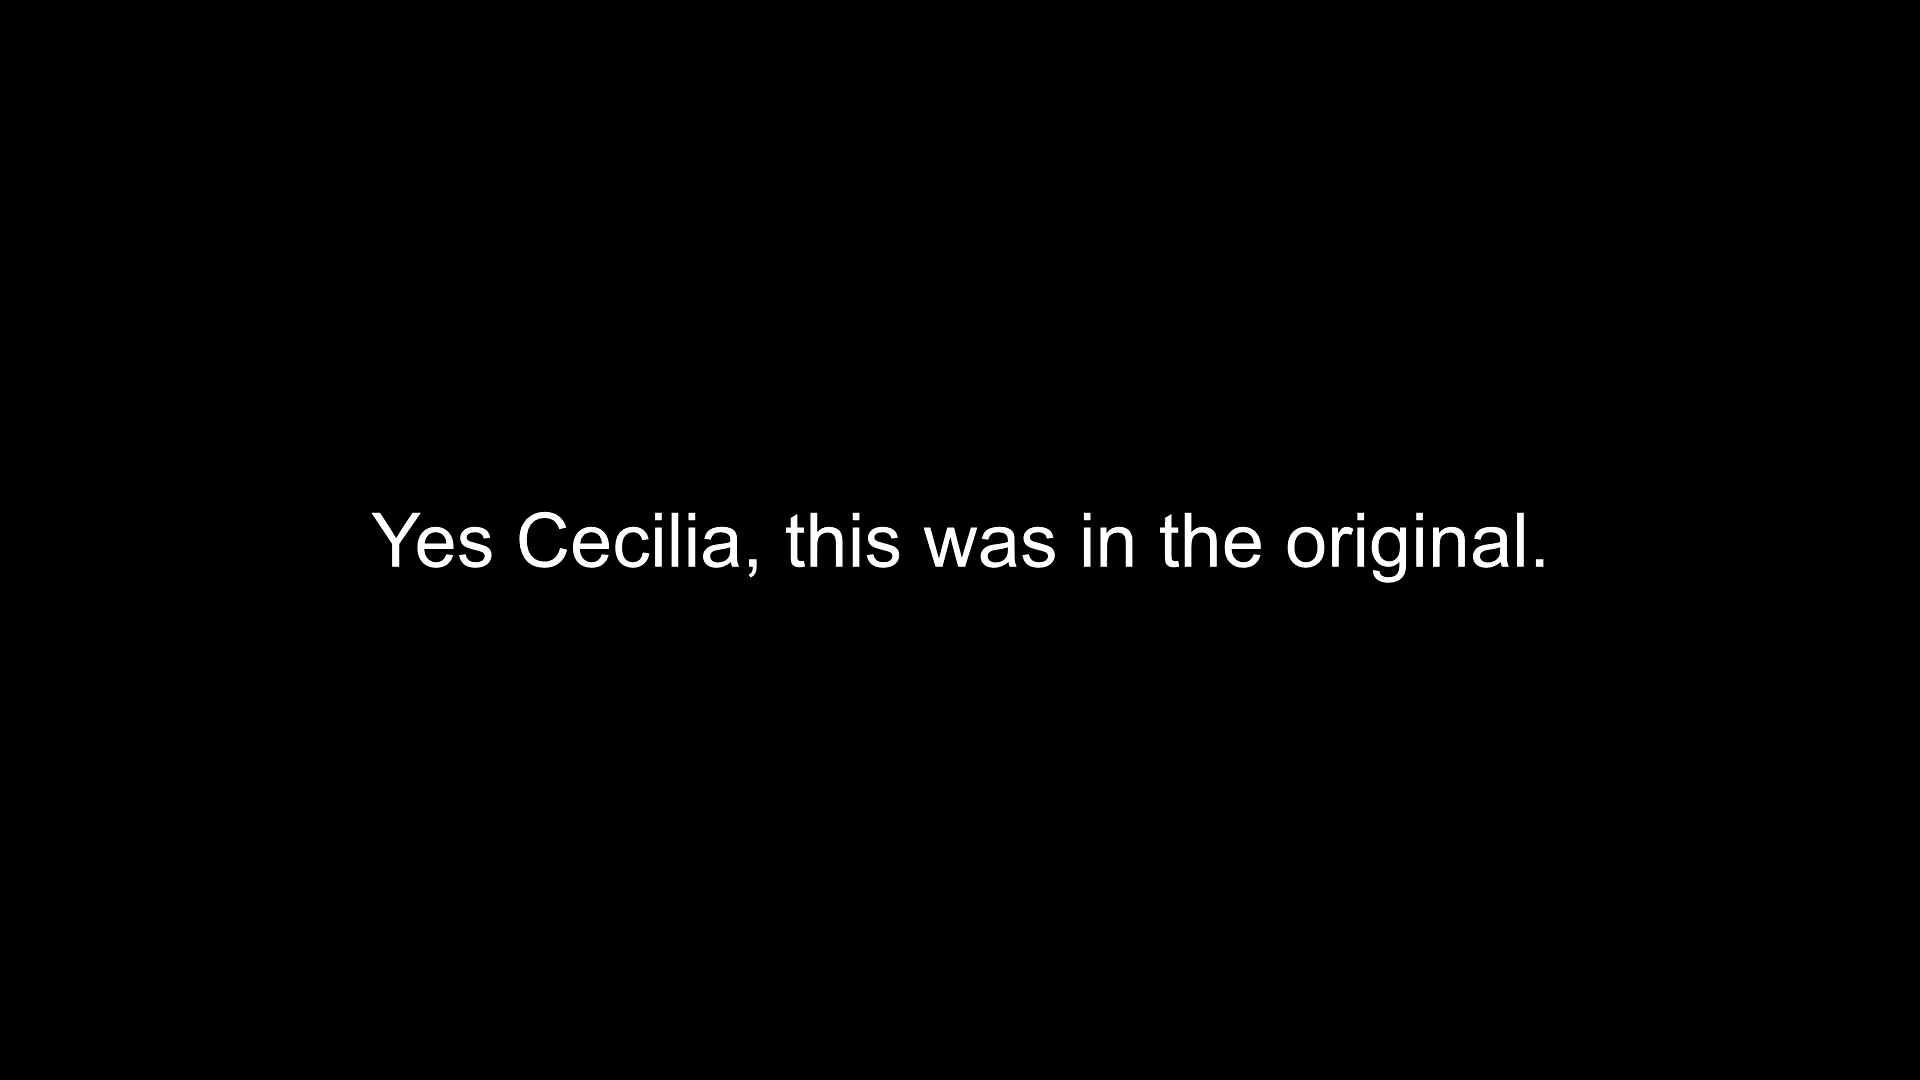 Yes Cecilia, this was in the original.